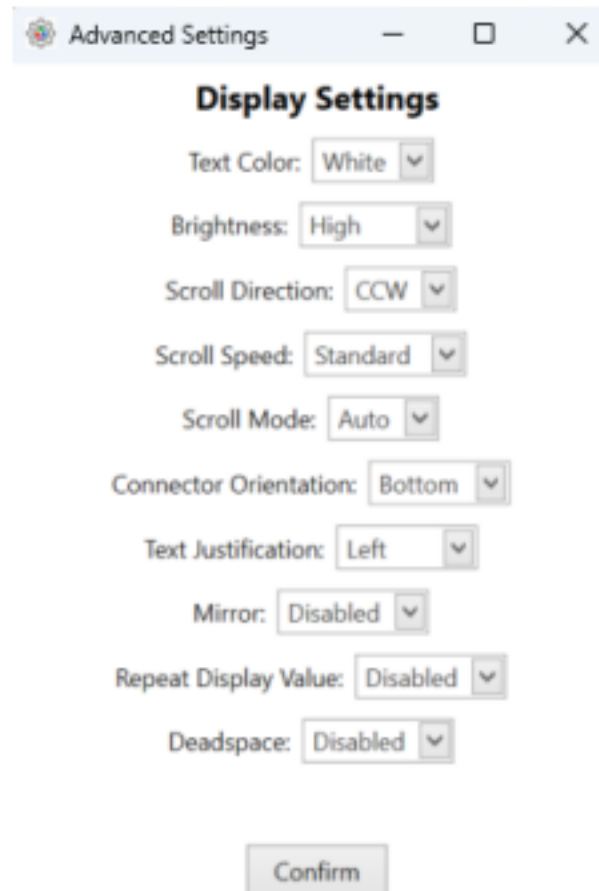 Advanced Settings
Display Settings
Text Color: White
Brightness: High
Scroll Direction: CCW
Scroll Speed: Standard
Scroll Mode: Auto
Connector Orientation: Bottom
Text Justification: Left
Mirror: Disabled
Repeat Display Value: Disabled
Deadspace: Disabled
Confirm